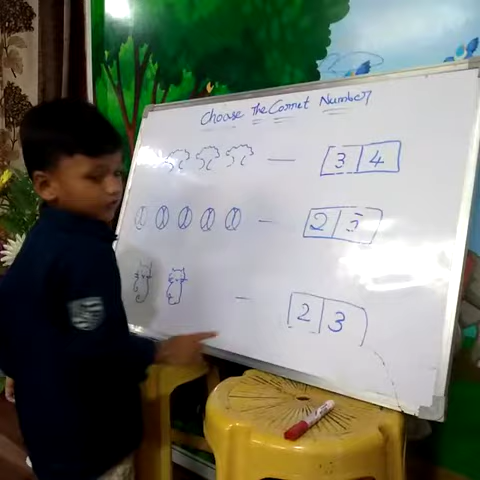 Choose The Correct Number
— 3 4
— 2 5
— 2 3